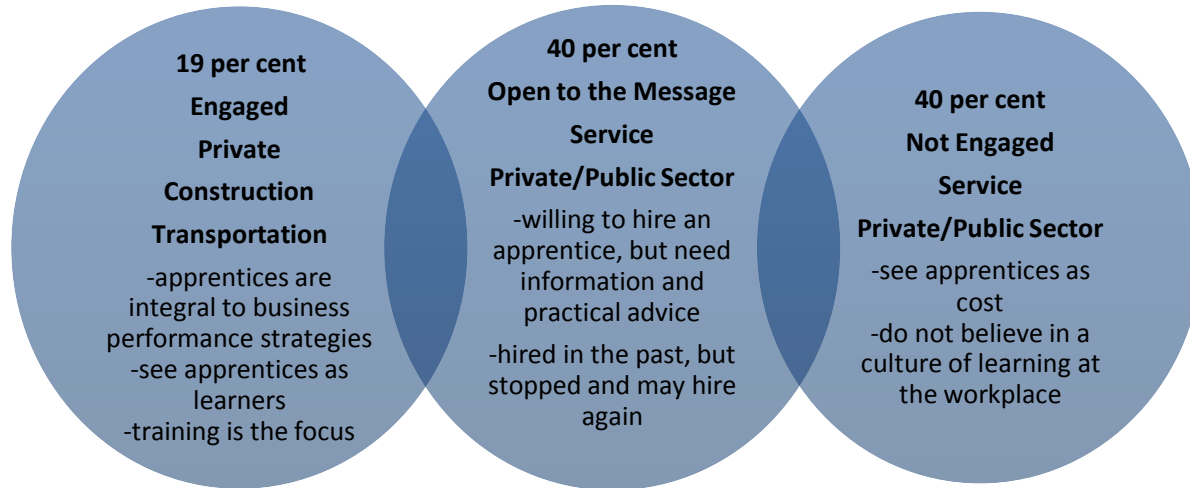 19 per cent
Engaged
Private
Construction
Transportation
-apprentices are
integral to business
performance strategies
-see apprentices as
learners
-training is the focus
40 per cent
Open to the Message
Service
Private/Public Sector
-willing to hire an
apprentice, but need
information and
practical advice
-hired in the past, but
stopped and may hire
again
40 per cent
Not Engaged
Service
Private/Public Sector
-see apprentices as
cost
-do not believe in a
culture of learning at
the workplace